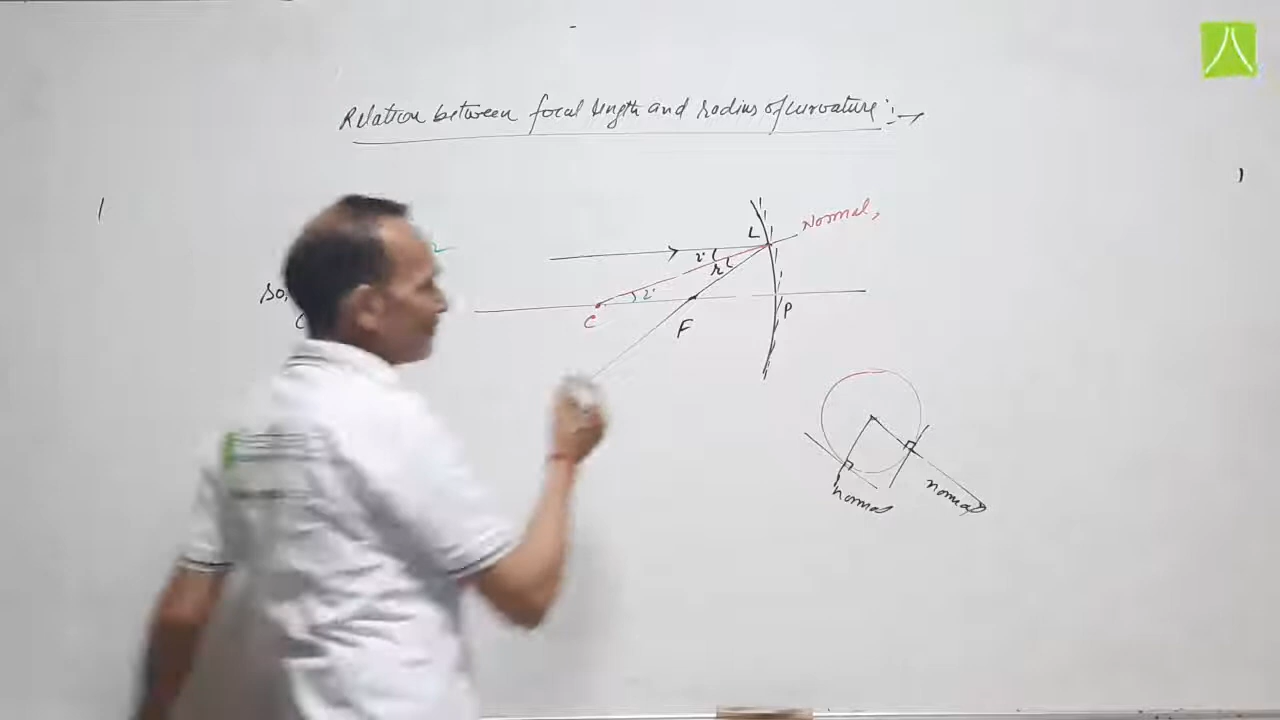 Relation between focal length and radius of curvature :→
L
Normal,
i
r
i
C
F
P
so,
normal
normal